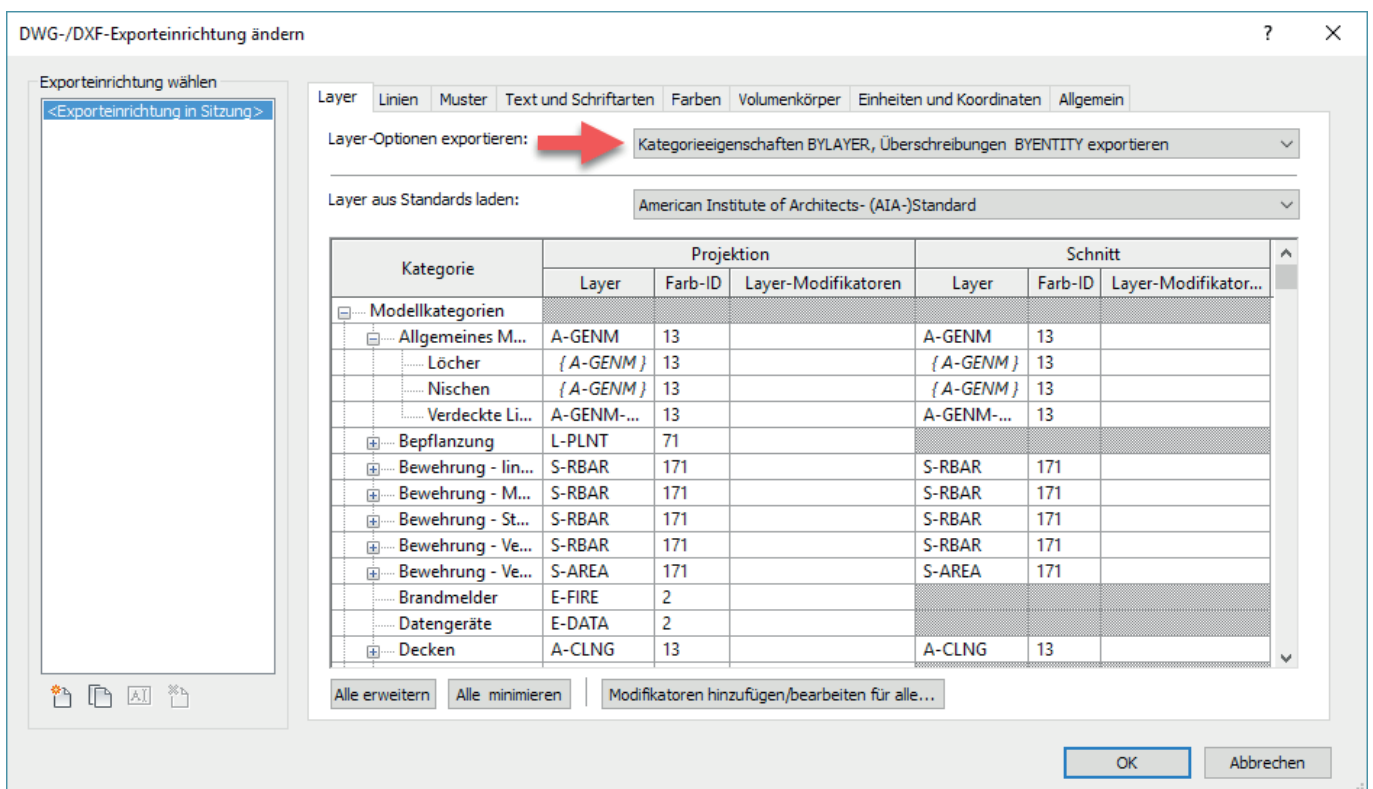 DWG-/DXF-Exporteinrichtung ändern
?
Exporteinrichtung wählen
<Exporteinrichtung in Sitzung>
Layer Linien Muster Text und Schriftarten Farben Volumenkörper Einheiten und Koordinaten Allgemein
Layer-Optionen exportieren: Kategorieeigenschaften BYLAYER, Überschreibungen BYENTITY exportieren
Layer aus Standards laden: American Institute of Architects- (AIA-)Standard
Kategorie Projektion Schnitt
Layer Farb-ID Layer-Modifikatoren Layer Farb-ID Layer-Modifikator...
Modellkategorien
Allgemeines M... A-GENM 13 A-GENM 13
Löcher { A-GENM } 13 { A-GENM } 13
Nischen { A-GENM } 13 { A-GENM } 13
Verdeckte Li... A-GENM-... 13 A-GENM-... 13
Bepflanzung L-PLNT 71
Bewehrung - lin... S-RBAR 171 S-RBAR 171
Bewehrung - M... S-RBAR 171 S-RBAR 171
Bewehrung - St... S-RBAR 171 S-RBAR 171
Bewehrung - Ve... S-RBAR 171 S-RBAR 171
Bewehrung - Ve... S-AREA 171 S-AREA 171
Brandmelder E-FIRE 2
Datengeräte E-DATA 2
Decken A-CLNG 13 A-CLNG 13
AI
Alle erweitern Alle minimieren Modifikatoren hinzufügen/bearbeiten für alle...
OK Abbrechen